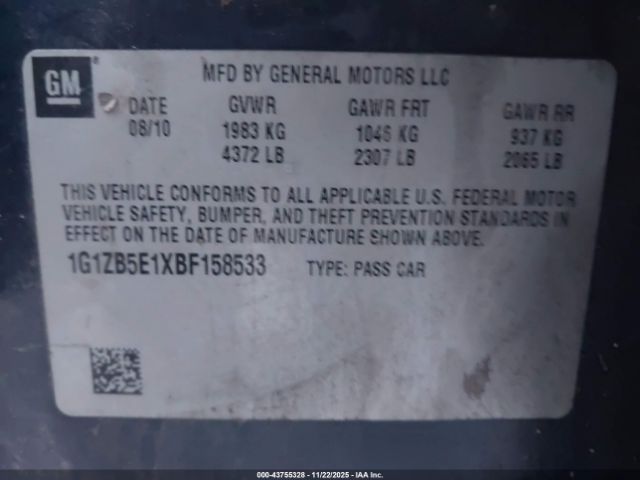 GM®
MFD BY GENERAL MOTORS LLC
DATE GVWR GAWR FRT GAWR RR
08/10 1983 KG 1046 KG 937 KG
4372 LB 2307 LB 2065 LB
THIS VEHICLE CONFORMS TO ALL APPLICABLE U.S. FEDERAL MOTOR
VEHICLE SAFETY, BUMPER, AND THEFT PREVENTION STANDARDS IN
EFFECT ON THE DATE OF MANUFACTURE SHOWN ABOVE.
1G1ZB5E1XBF158533 TYPE: PASS CAR
000-43755328 - 11/22/2025 - IAA Inc.